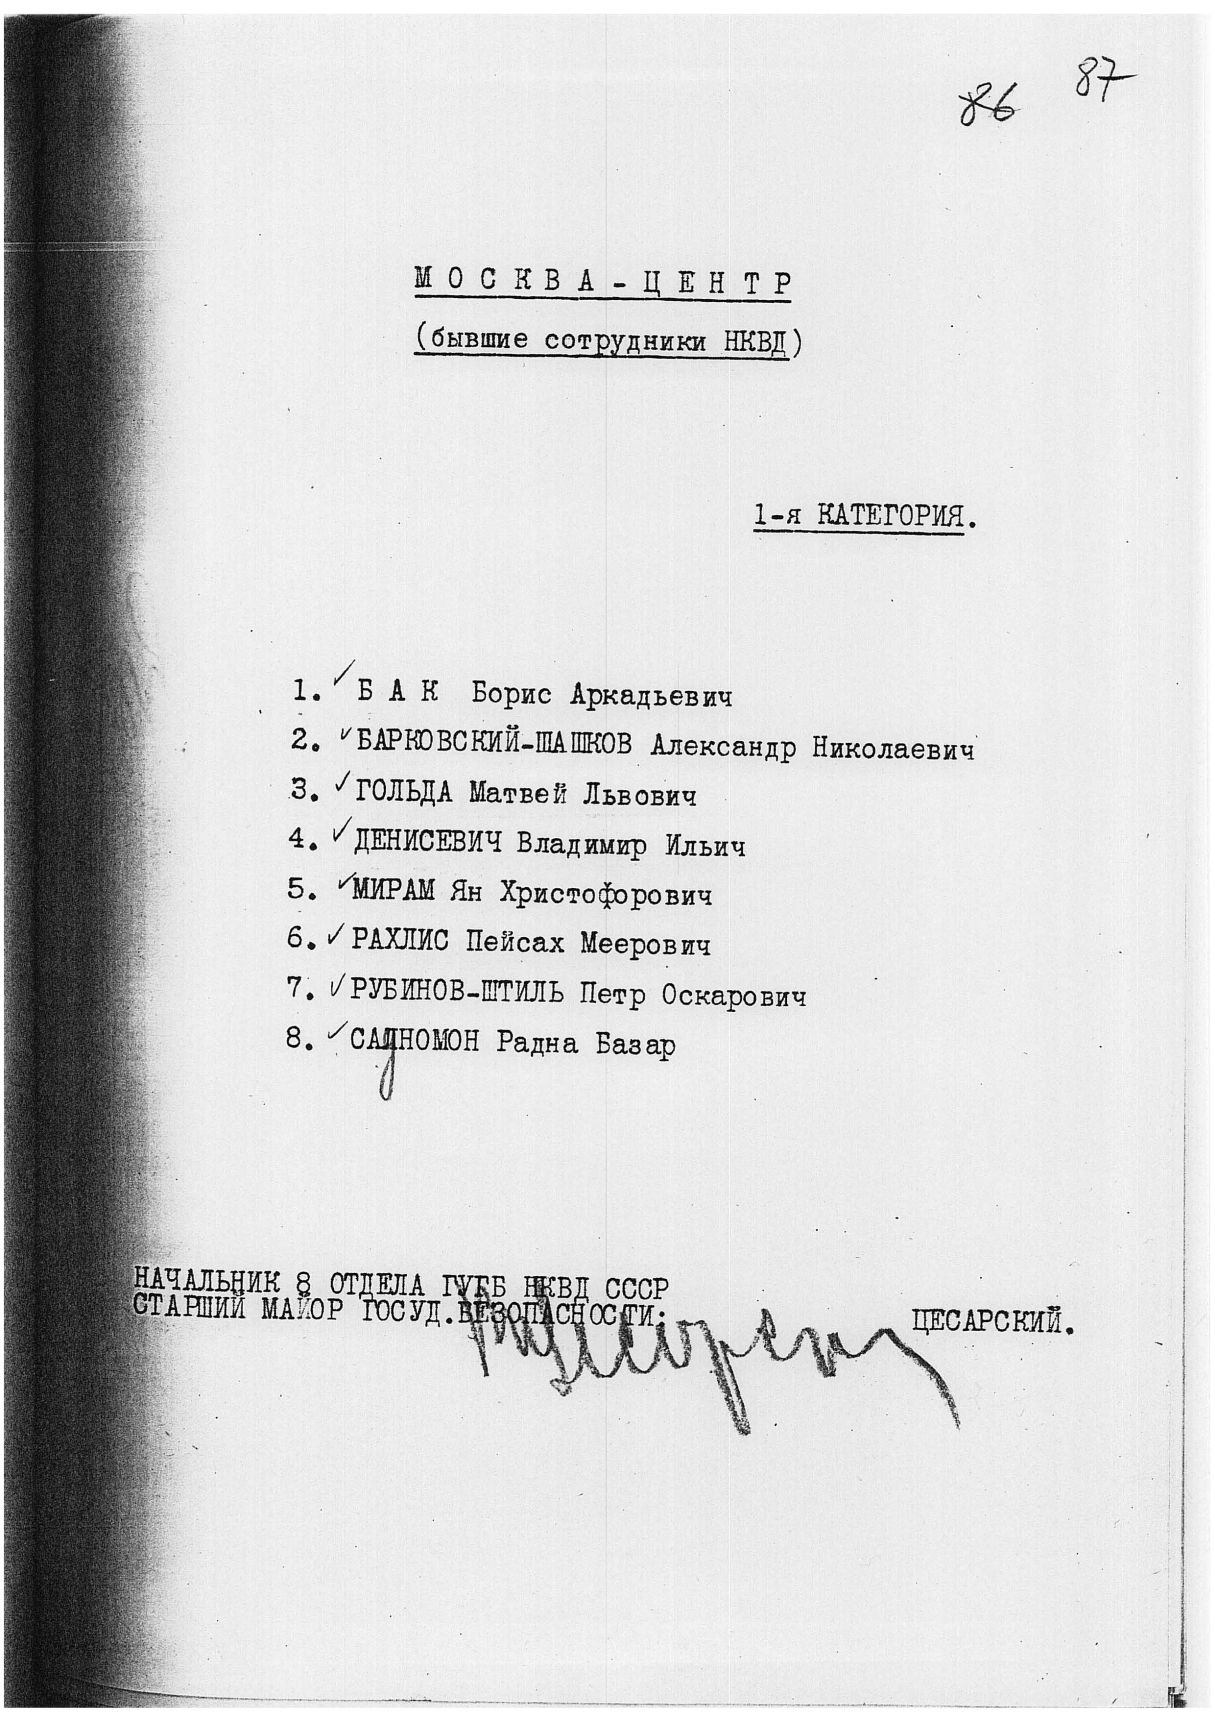 86 87
МОСКВА-ЦЕНТР
(бывшие сотрудники НКВД)
1-я КАТЕГОРИЯ.
1. БАК Борис Аркадьевич
2. БАРКОВСКИЙ-ШАШКОВ Александр Николаевич
3. ГОЛЬДА Матвей Львович
4. ДЕНИСЕВИЧ Владимир Ильич
5. МИРАМ Ян Христофорович
6. РАХЛИС Пейсах Меерович
7. РУБИНОВ-ШТИЛЬ Петр Оскарович
8. Радна Базар
НАЧАЛЬНИК 8 ОТДЕЛА ГУГБ НКВД СССР
СТАРШИЙ МАЙОР ГОСУД.БЕЗОПАСНОСТИ: ЦЕСАРСКИЙ.